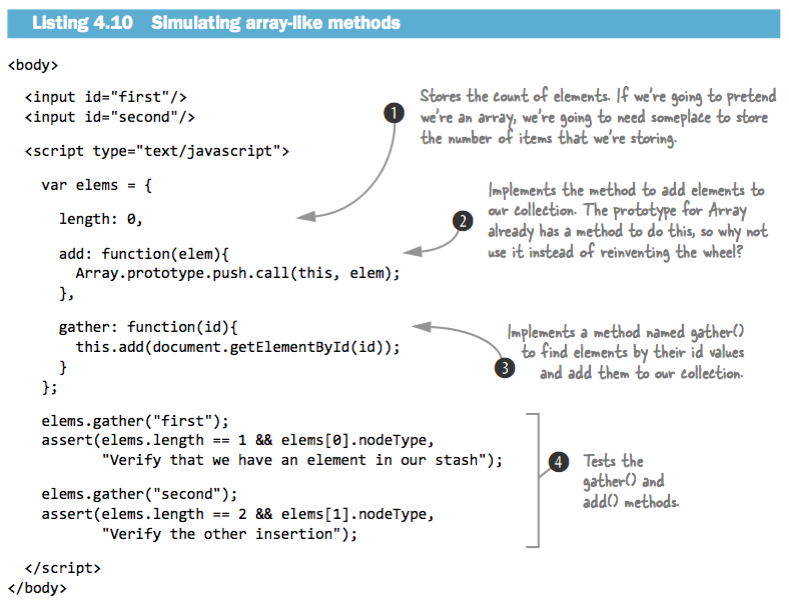 Listing 4.10 Simulating array-like methods
<body>
<input id="first"/>
<input id="second"/>
<script type="text/javascript">
var elems = {
length: 0,
add: function(elem){
Array.prototype.push.call(this, elem);
},
gather: function(id){
this.add(document.getElementById(id));
}
};
elems.gather("first");
assert(elems.length == 1 && elems[0].nodeType,
"Verify that we have an element in our stash");
elems.gather("second");
assert(elems.length == 2 && elems[1].nodeType,
"Verify the other insertion");
</script>
</body>
1
Stores the count of elements. If we're going to pretend
we're an array, we're going to need someplace to store
the number of items that we're storing.
2
Implements the method to add elements to
our collection. The prototype for Array
already has a method to do this, so why not
use it instead of reinventing the wheel?
3
Implements a method named gather()
to find elements by their id values
and add them to our collection.
4
Tests the
gather() and
add() methods.